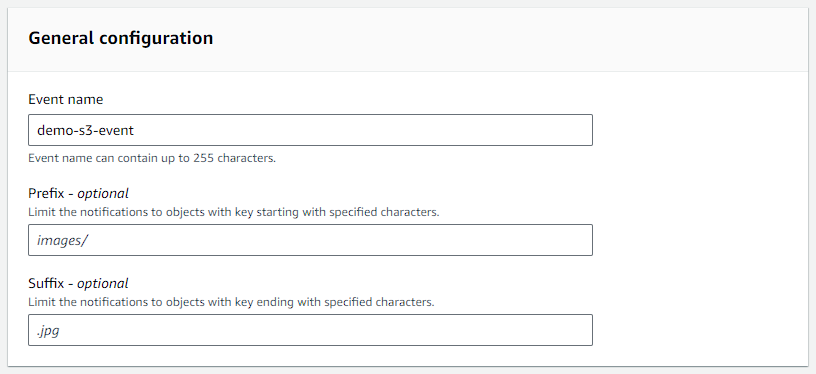 General configuration
Event name
demo-s3-event
Event name can contain up to 255 characters.
Prefix - optional
Limit the notifications to objects with key starting with specified characters.
images/
Suffix - optional
Limit the notifications to objects with key ending with specified characters.
.jpg